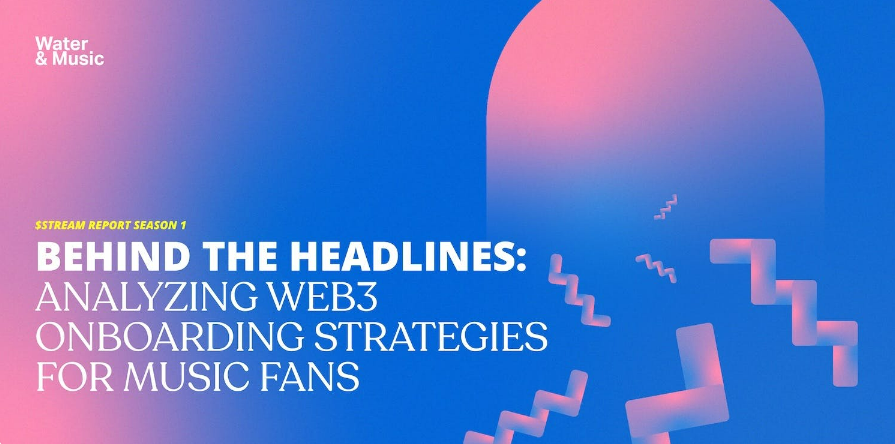 Water
& Music
$STREAM REPORT SEASON 1
BEHIND THE HEADLINES:
ANALYZING WEB3
ONBOARDING STRATEGIES
FOR MUSIC FANS